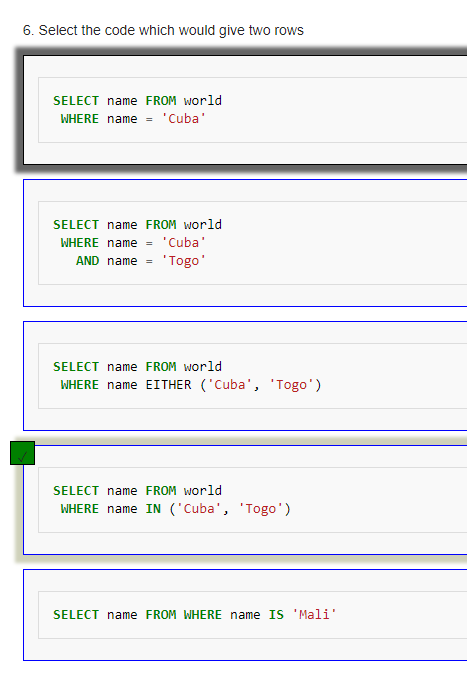 6. Select the code which would give two rows
SELECT name FROM world
WHERE name = 'Cuba'
SELECT name FROM world
WHERE name = 'Cuba'
AND name = 'Togo'
SELECT name FROM world
WHERE name EITHER ('Cuba', 'Togo')
✓
SELECT name FROM world
WHERE name IN ('Cuba', 'Togo')
SELECT name FROM WHERE name IS 'Mali'